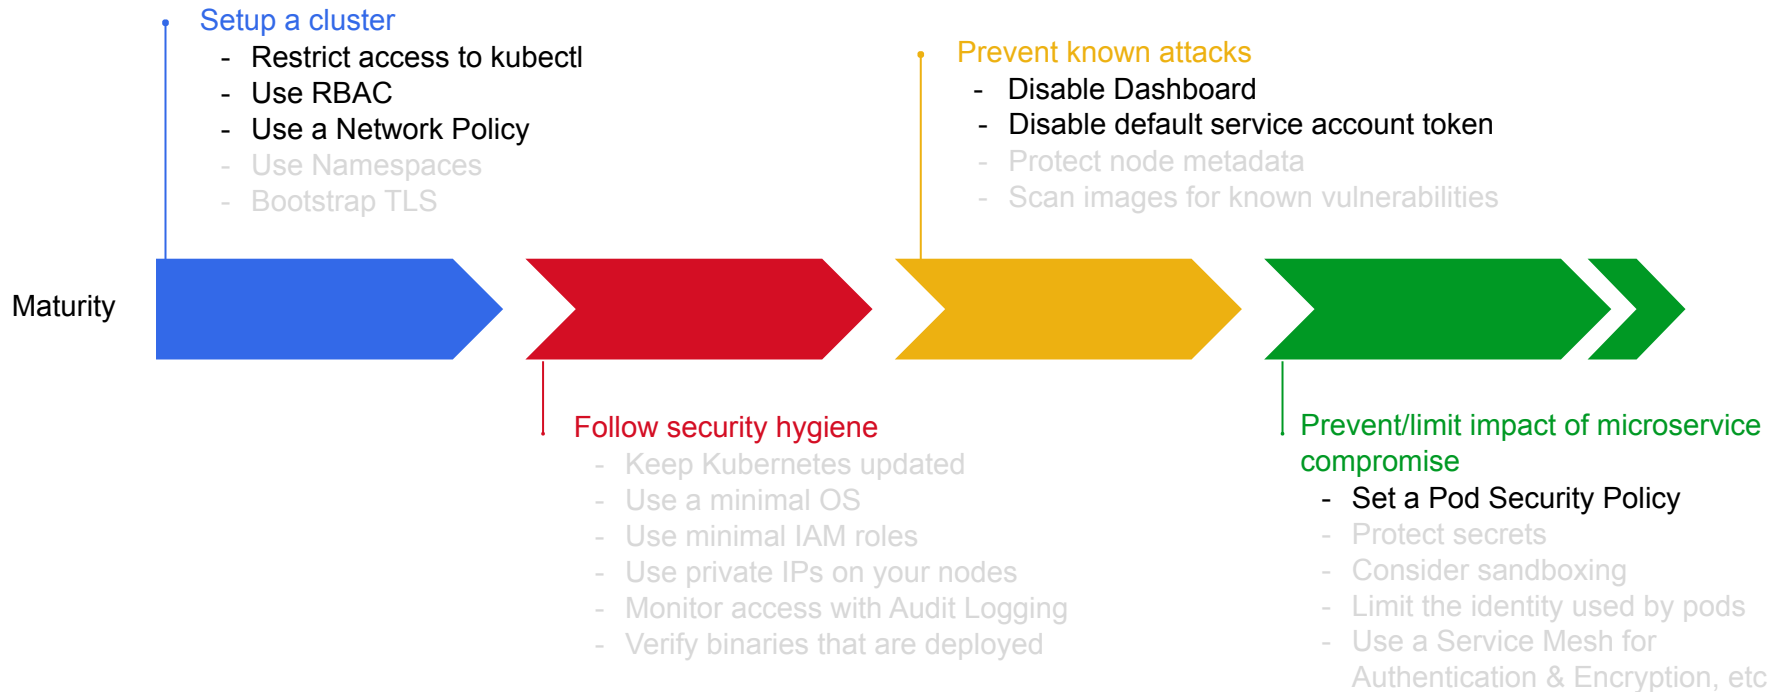 Setup a cluster
- Restrict access to kubectl
- Use RBAC
- Use a Network Policy
- Use Namespaces
- Bootstrap TLS
Prevent known attacks
- Disable Dashboard
- Disable default service account token
- Protect node metadata
- Scan images for known vulnerabilities
Maturity
Follow security hygiene
- Keep Kubernetes updated
- Use a minimal OS
- Use minimal IAM roles
- Use private IPs on your nodes
- Monitor access with Audit Logging
- Verify binaries that are deployed
Prevent/limit impact of microservice
compromise
- Set a Pod Security Policy
- Protect secrets
- Consider sandboxing
- Limit the identity used by pods
- Use a Service Mesh for
Authentication & Encryption, etc